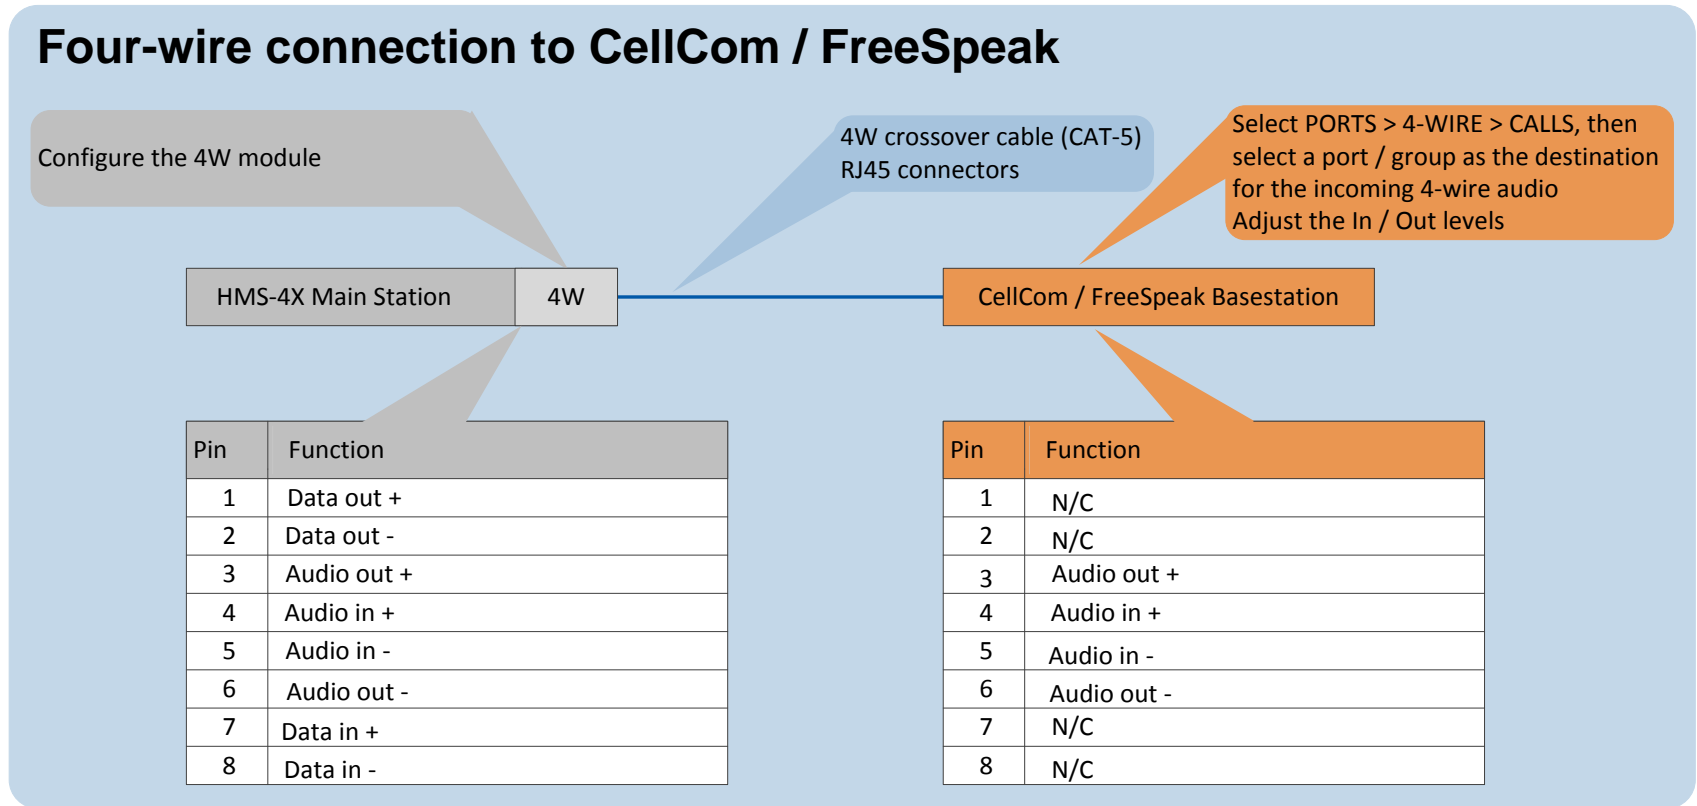 Four-wire connection to CellCom / FreeSpeak
Configure the 4W module
4W crossover cable (CAT-5)
RJ45 connectors
Select PORTS > 4-WIRE > CALLS, then
select a port / group as the destination
for the incoming 4-wire audio
Adjust the In / Out levels
HMS-4X Main Station 4W
CellCom / FreeSpeak Basestation
Pin Function
1 Data out +
2 Data out -
3 Audio out +
4 Audio in +
5 Audio in -
6 Audio out -
7 Data in +
8 Data in -
Pin Function
1 N/C
2 N/C
3 Audio out +
4 Audio in +
5 Audio in -
6 Audio out -
7 N/C
8 N/C